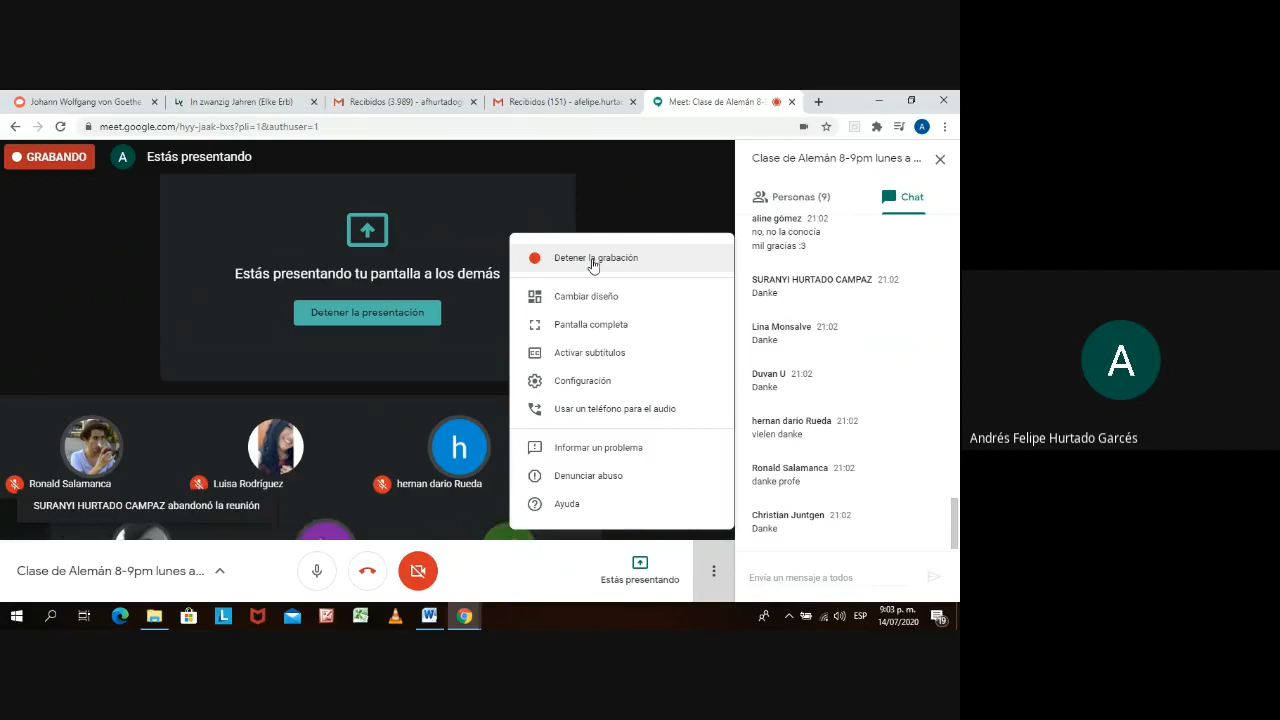 Johann Wolfgang von Goethe
In zwanzig Jahren (Elke Erb)
Recibidos (3.989) - afhurtadog
Recibidos (151) - afelipe.hurta
Meet: Clase de Alemán 8-
meet.google.com/hyy-jaak-bxs?pli=1&authuser=1
A
GRABANDO
A
Estás presentando
Clase de Alemán 8-9pm lunes a ...
Personas (9)
Chat
Estás presentando tu pantalla a los demás
Detener la presentación
Detener la grabación
Cambiar diseño
Pantalla completa
Activar subtítulos
Configuración
Usar un teléfono para el audio
Informar un problema
Denunciar abuso
Ayuda
aline gómez 21:02
no, no la conocía
mil gracias :3
SURANYI HURTADO CAMPAZ 21:02
Danke
Lina Monsalve 21:02
Danke
Duvan U 21:02
Danke
hernan dario Rueda 21:02
vielen danke
Ronald Salamanca 21:02
danke profe
Christian Juntgen 21:02
Danke
Envía un mensaje a todos
h
Ronald Salamanca
Luisa Rodríguez
hernan dario Rueda
SURANYI HURTADO CAMPAZ abandonó la reunión
Clase de Alemán 8-9pm lunes a...
Estás presentando
L
W
ESP
9:03 p. m.
14/07/2020
19
A
Andrés Felipe Hurtado Garcés